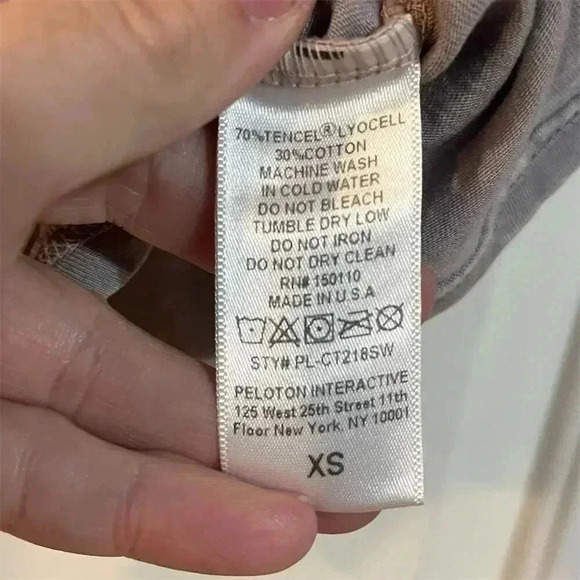 70%TENCEL®LYOCELL
30%COTTON
MACHINE WASH
IN COLD WATER
DO NOT BLEACH
TUMBLE DRY LOW
DO NOT IRON
DO NOT DRY CLEAN
RN# 150110
MADE IN U.S.A
STY# PL-CT218SW
PELOTON INTERACTIVE
125 West 25th Street 11th
Floor New York, NY 10001
XS